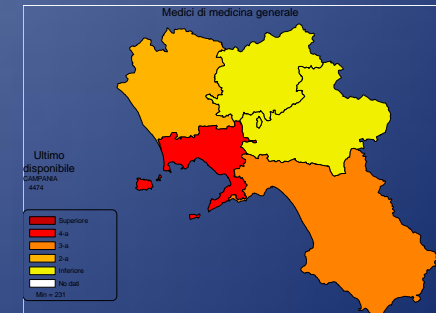 Medici di medicina generale
Ultimo
disponibile
CAMPANIA
4474
Superiore
4-a
3-a
2-a
Inferiore
No dati
Min = 231